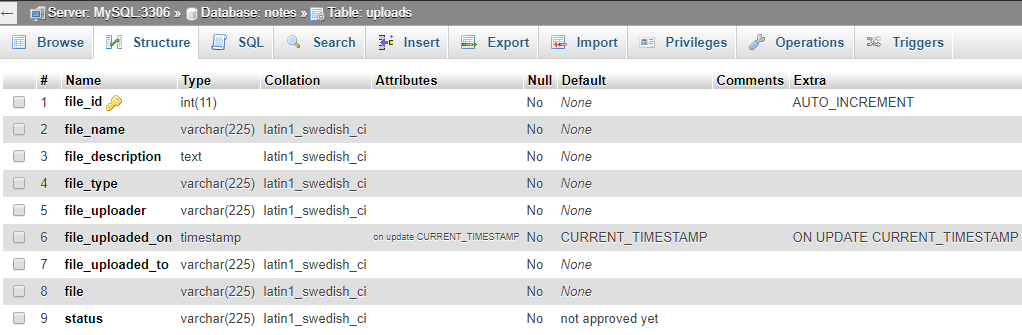 Server: MySQL:3306 » Database: notes » Table: uploads
Browse Structure SQL Search Insert Export Import Privileges Operations Triggers
# Name Type Collation Attributes Null Default Comments Extra
1 file_id int(11) No None AUTO_INCREMENT
2 file_name varchar(225) latin1_swedish_ci No None
3 file_description text latin1_swedish_ci No None
4 file_type varchar(225) latin1_swedish_ci No None
5 file_uploader varchar(225) latin1_swedish_ci No None
6 file_uploaded_on timestamp on update CURRENT_TIMESTAMP No CURRENT_TIMESTAMP ON UPDATE CURRENT_TIMESTAMP
7 file_uploaded_to varchar(225) latin1_swedish_ci No None
8 file varchar(225) latin1_swedish_ci No None
9 status varchar(225) latin1_swedish_ci No not approved yet